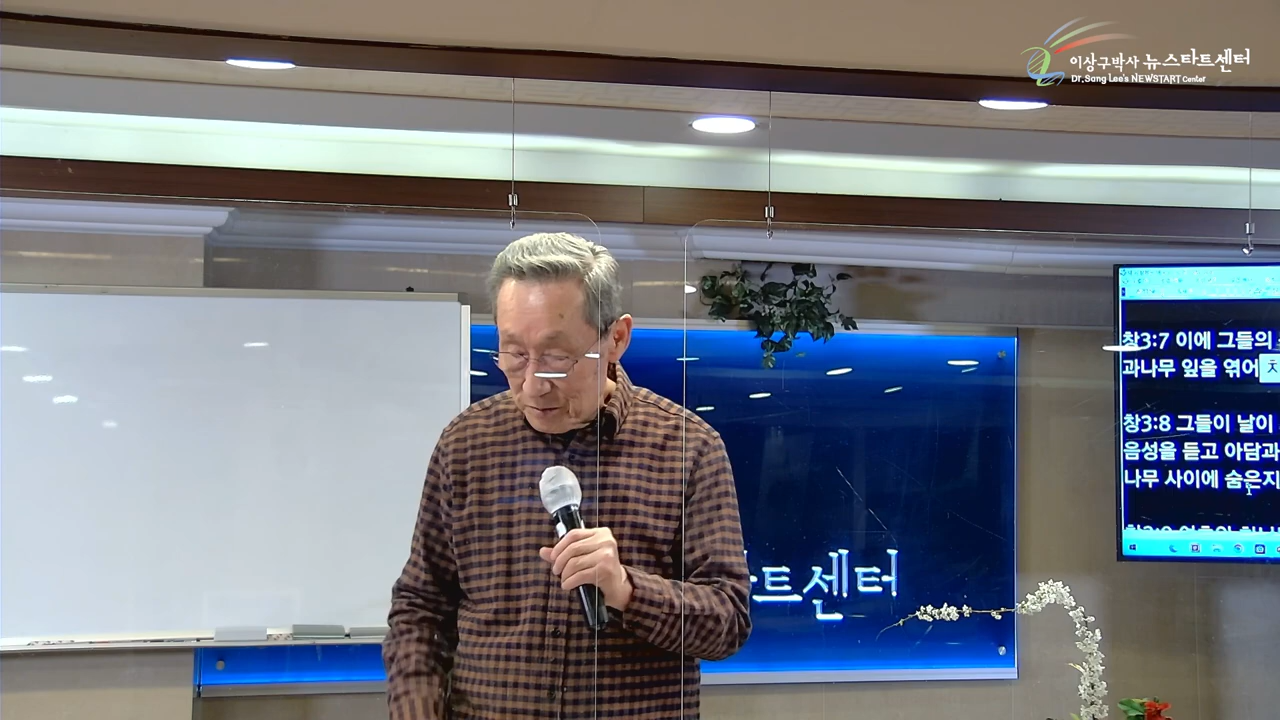 이상구박사 뉴스타트센터
Dr. Sang Lee's NEWSTART Center
창3:7 이에 그들의
과나무 잎을 엮어
창3:8 그들이 날이
음성을 듣고 아담과
나무 사이에 숨은지
타트센터